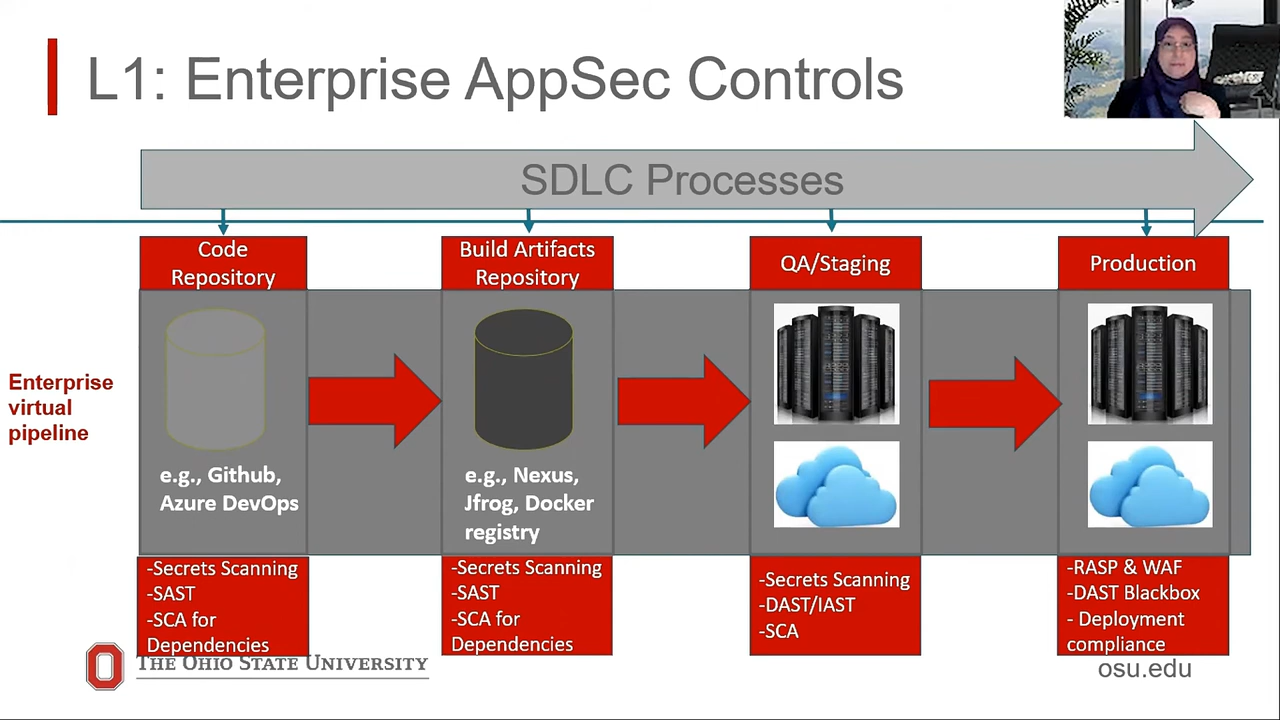 L1: Enterprise AppSec Controls
SDLC Processes
Code
Repository
Build Artifacts
Repository
QA/Staging
Production
Enterprise
virtual
pipeline
e.g., Github,
Azure DevOps
e.g., Nexus,
Jfrog, Docker
registry
-Secrets Scanning
-SAST
-SCA for
Dependencies
-Secrets Scanning
-SAST
-SCA for
Dependencies
-Secrets Scanning
-DAST/IAST
-SCA
-RASP & WAF
-DAST Blackbox
- Deployment
compliance
THE OHIO STATE UNIVERSITY
osu.edu